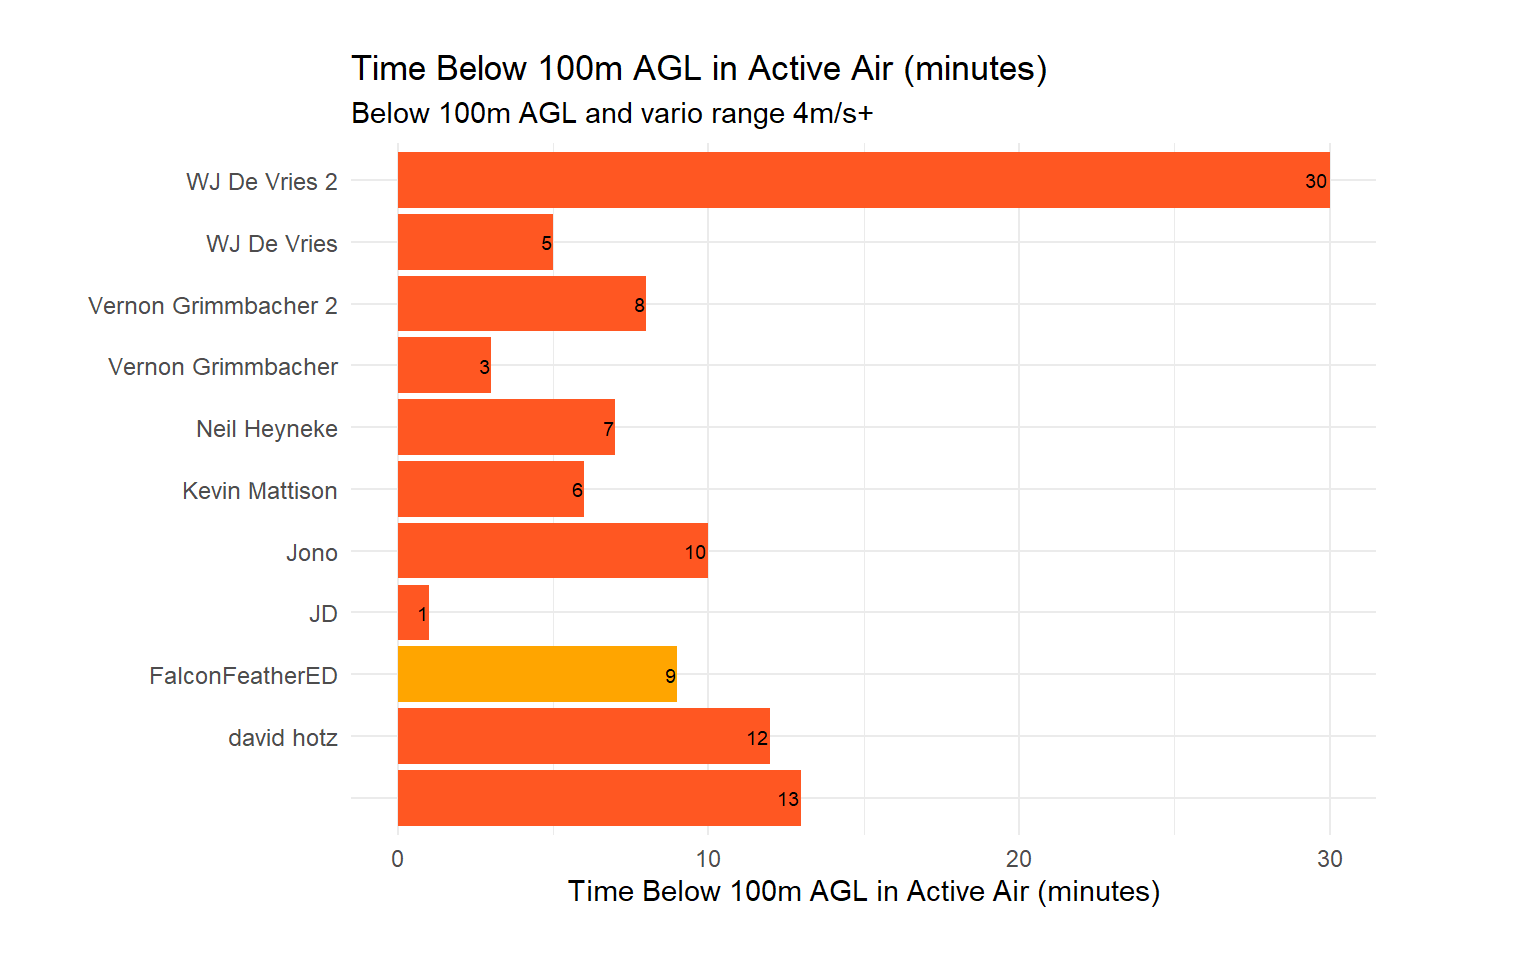 Time Below 100m AGL in Active Air (minutes)
Below 100m AGL and vario range 4m/s+
WJ De Vries 2
30
WJ De Vries
5
Vernon Grimmbacher 2
8
Vernon Grimmbacher
3
Neil Heyneke
7
Kevin Mattison
6
Jono
10
JD
1
FalconFeatherED
9
david hotz
12
13
0 10 20 30
Time Below 100m AGL in Active Air (minutes)